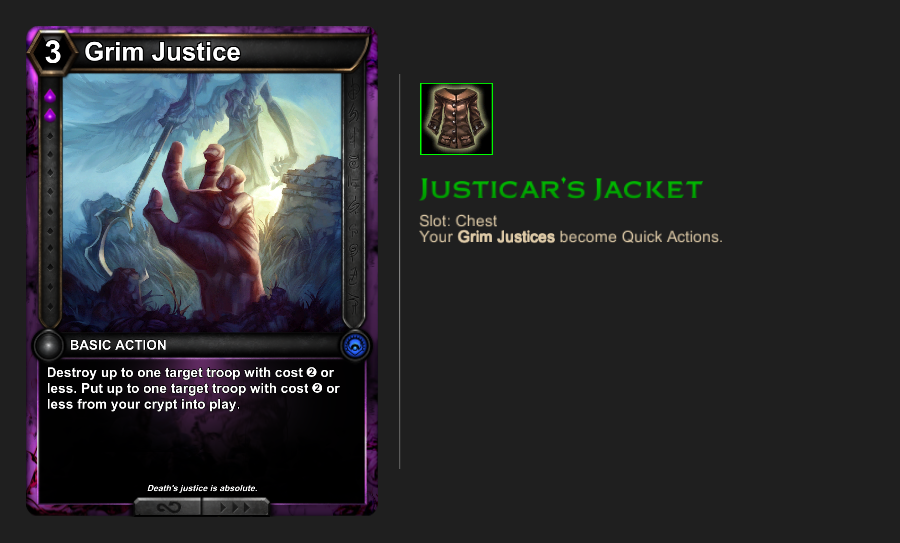 3 Grim Justice
BASIC ACTION
Destroy up to one target troop with cost ❷ or
less. Put up to one target troop with cost ❷ or
less from your crypt into play.
Death's justice is absolute.
JUSTICAR'S JACKET
Slot: Chest
Your Grim Justices become Quick Actions.